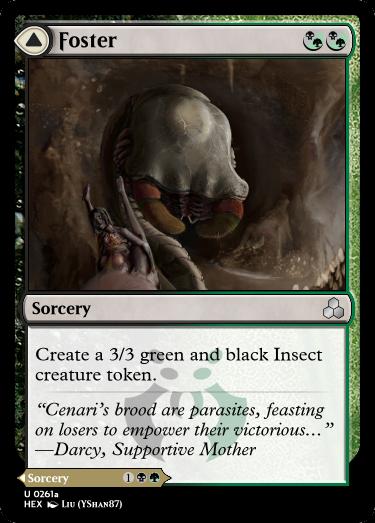 Foster
Sorcery
Create a 3/3 green and black Insect
creature token.
“Cenari’s brood are parasites, feasting
on losers to empower their victorious…”
—Darcy, Supportive Mother
Sorcery 1
U 0261a
HEX Liu (YShan87)